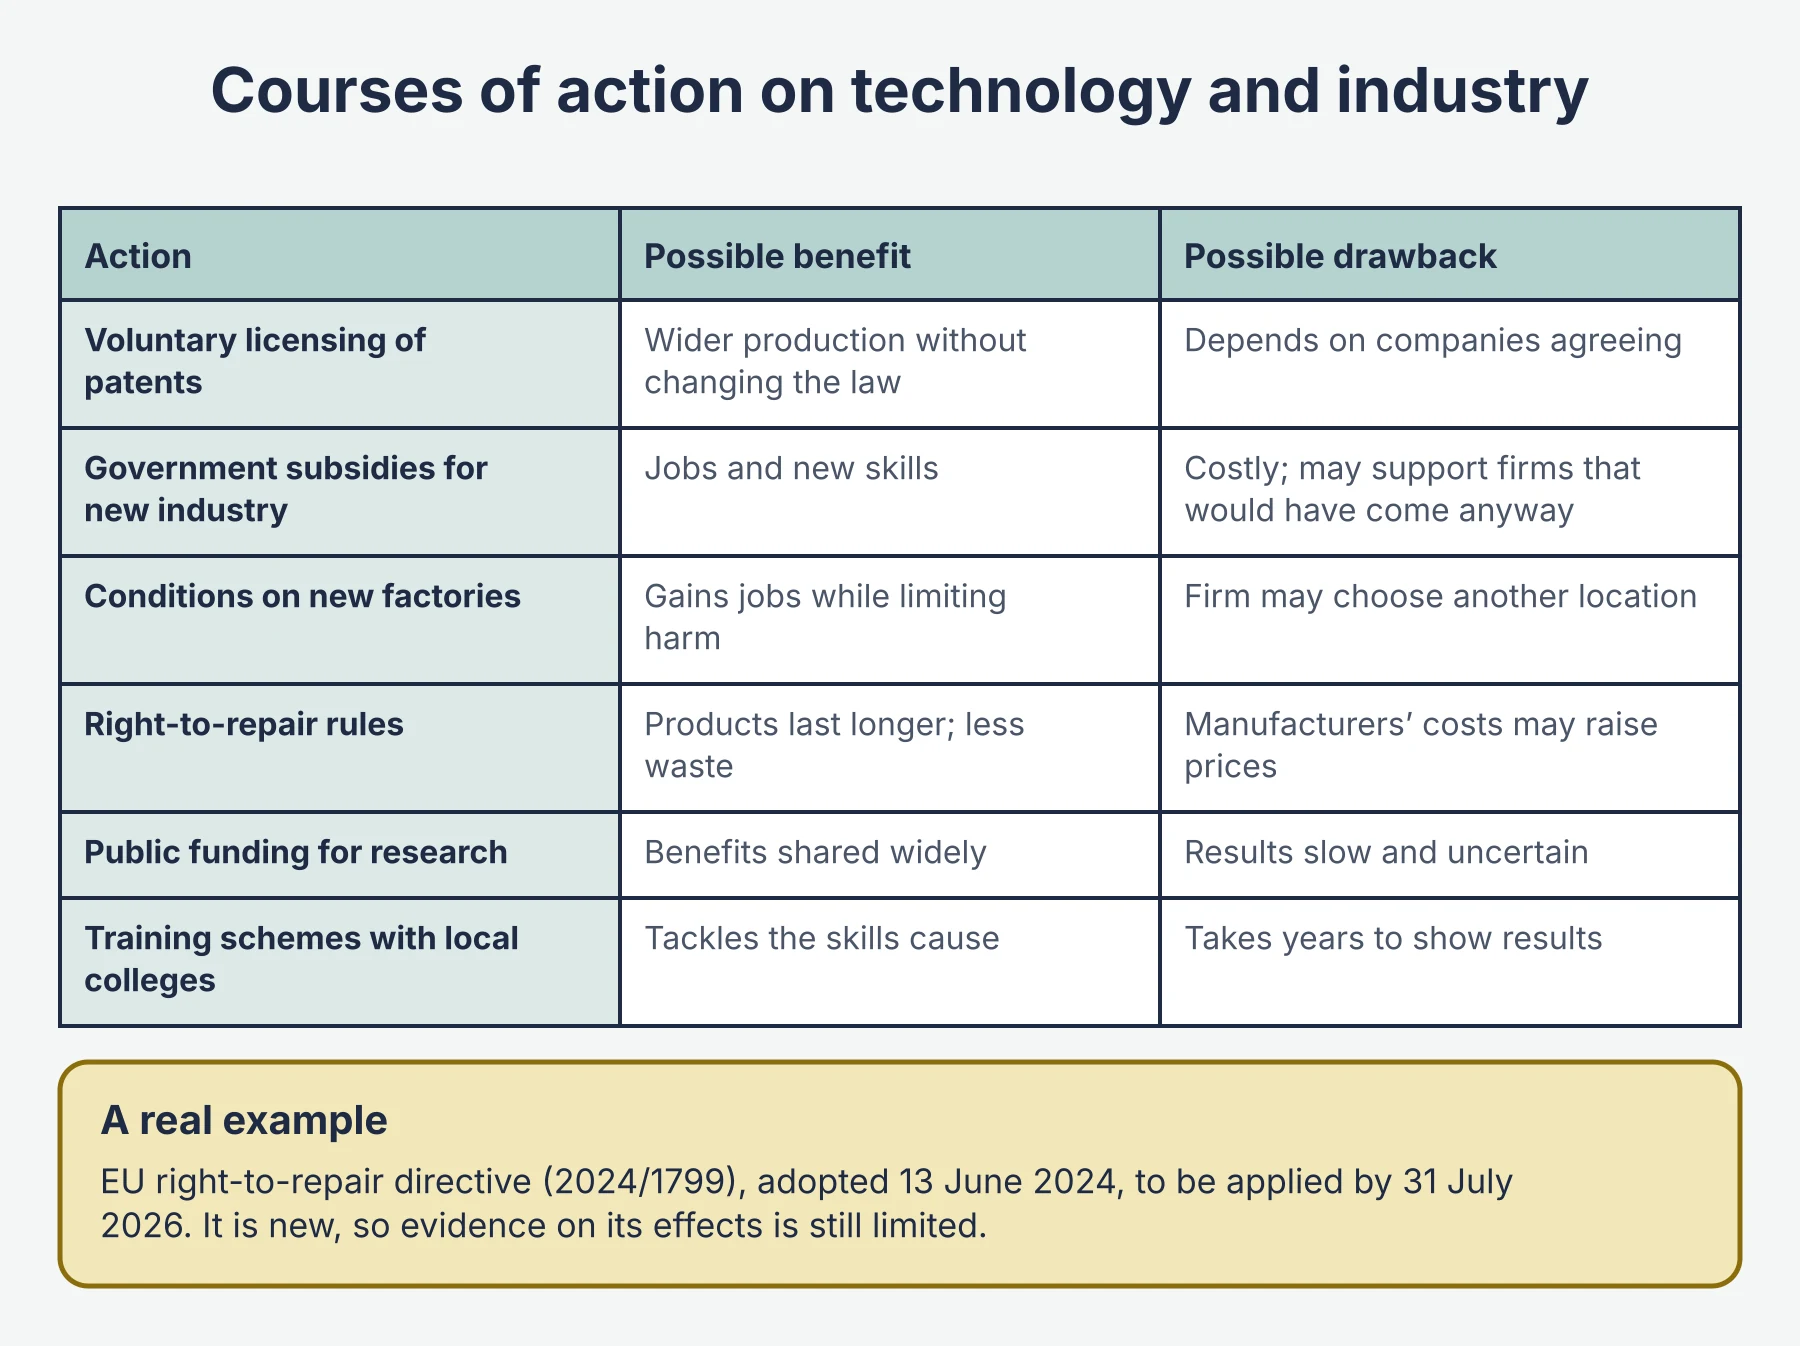 Courses of action on technology and industry
Action
Possible benefit
Possible drawback
Voluntary licensing of
patents
Wider production without
changing the law
Depends on companies agreeing
Government subsidies for
new industry
Jobs and new skills
Costly; may support firms that
would have come anyway
Conditions on new factories
Gains jobs while limiting
harm
Firm may choose another location
Right-to-repair rules
Products last longer; less
waste
Manufacturers’ costs may raise
prices
Public funding for research
Benefits shared widely
Results slow and uncertain
Training schemes with local
colleges
Tackles the skills cause
Takes years to show results
A real example
EU right-to-repair directive (2024/1799), adopted 13 June 2024, to be applied by 31 July
2026. It is new, so evidence on its effects is still limited.